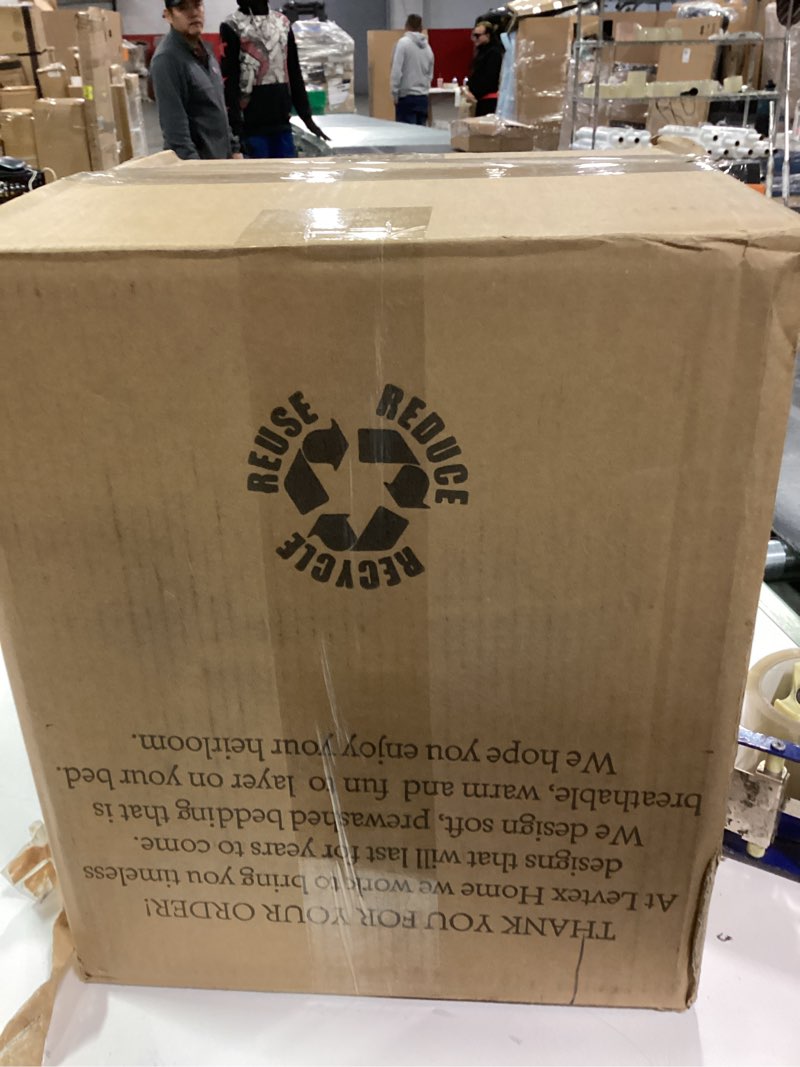 REDUCE
REUSE
RECYCLE
THANK YOU FOR YOUR ORDER!
At Levtex Home we work to bring you timeless
designs that will last for years to come.
We design soft, prewashed bedding that is
breathable, warm and fun to layer on your bed.
We hope you enjoy your heirloom.